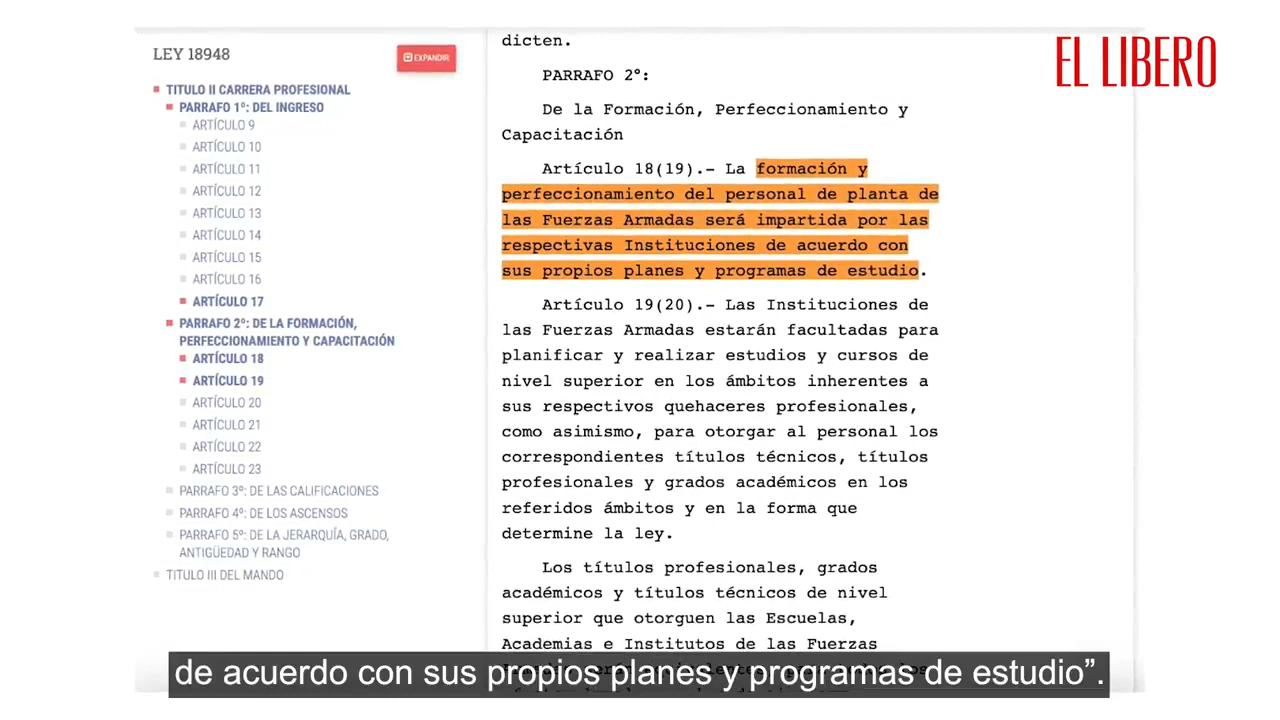 LEY 18948
EXPANDIR
TITULO II CARRERA PROFESIONAL
PARRAFO 1º: DEL INGRESO
ARTÍCULO 9
ARTÍCULO 10
ARTÍCULO 11
ARTÍCULO 12
ARTÍCULO 13
ARTÍCULO 14
ARTÍCULO 15
ARTÍCULO 16
ARTÍCULO 17
PARRAFO 2º: DE LA FORMACIÓN,
PERFECCIONAMIENTO Y CAPACITACIÓN
ARTÍCULO 18
ARTÍCULO 19
ARTÍCULO 20
ARTÍCULO 21
ARTÍCULO 22
ARTÍCULO 23
PARRAFO 3º: DE LAS CALIFICACIONES
PARRAFO 4º: DE LOS ASCENSOS
PARRAFO 5º: DE LA JERARQUÍA, GRADO,
ANTIGÜEDAD Y RANGO
TITULO III DEL MANDO
dicten.
PARRAFO 2º:
De la Formación, Perfeccionamiento y
Capacitación
Artículo 18(19).- La formación y
perfeccionamiento del personal de planta de
las Fuerzas Armadas será impartida por las
respectivas Instituciones de acuerdo con
sus propios planes y programas de estudio.
Artículo 19(20).- Las Instituciones de
las Fuerzas Armadas estarán facultadas para
planificar y realizar estudios y cursos de
nivel superior en los ámbitos inherentes a
sus respectivos quehaceres profesionales,
como asimismo, para otorgar al personal los
correspondientes títulos técnicos, títulos
profesionales y grados académicos en los
referidos ámbitos y en la forma que
determine la ley.
Los títulos profesionales, grados
académicos y títulos técnicos de nivel
superior que otorguen las Escuelas,
Academias e Institutos de las Fuerzas
EL LIBERO
de acuerdo con sus propios planes y programas de estudio”.